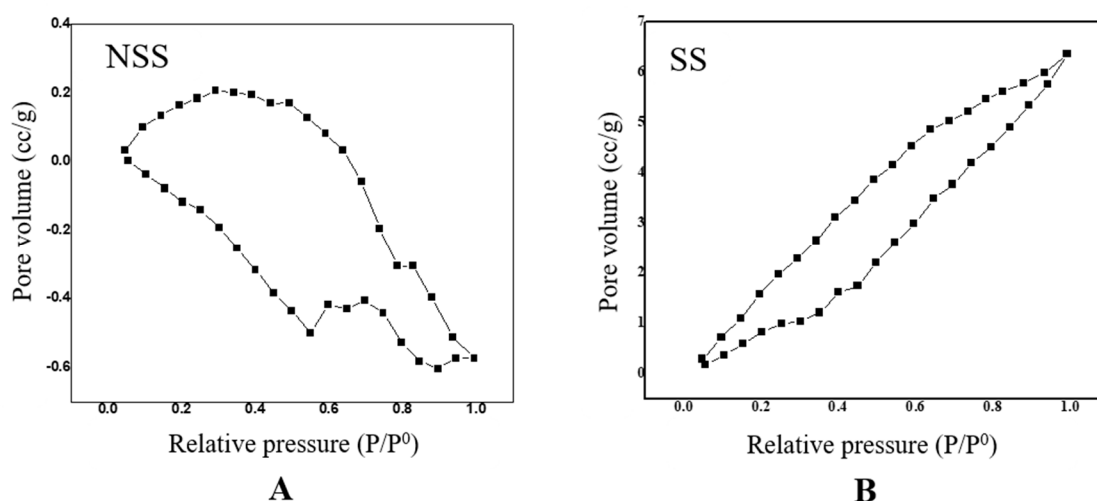 NSS
Pore volume (cc/g)
0.4
0.2
0.0
-0.2
-0.4
-0.6
0.0 0.2 0.4 0.6 0.8 1.0
Relative pressure (P/P⁰)
A
SS
Pore volume (cc/g)
7
6
5
4
3
2
1
0
0.0 0.2 0.4 0.6 0.8 1.0
Relative pressure (P/P⁰)
B